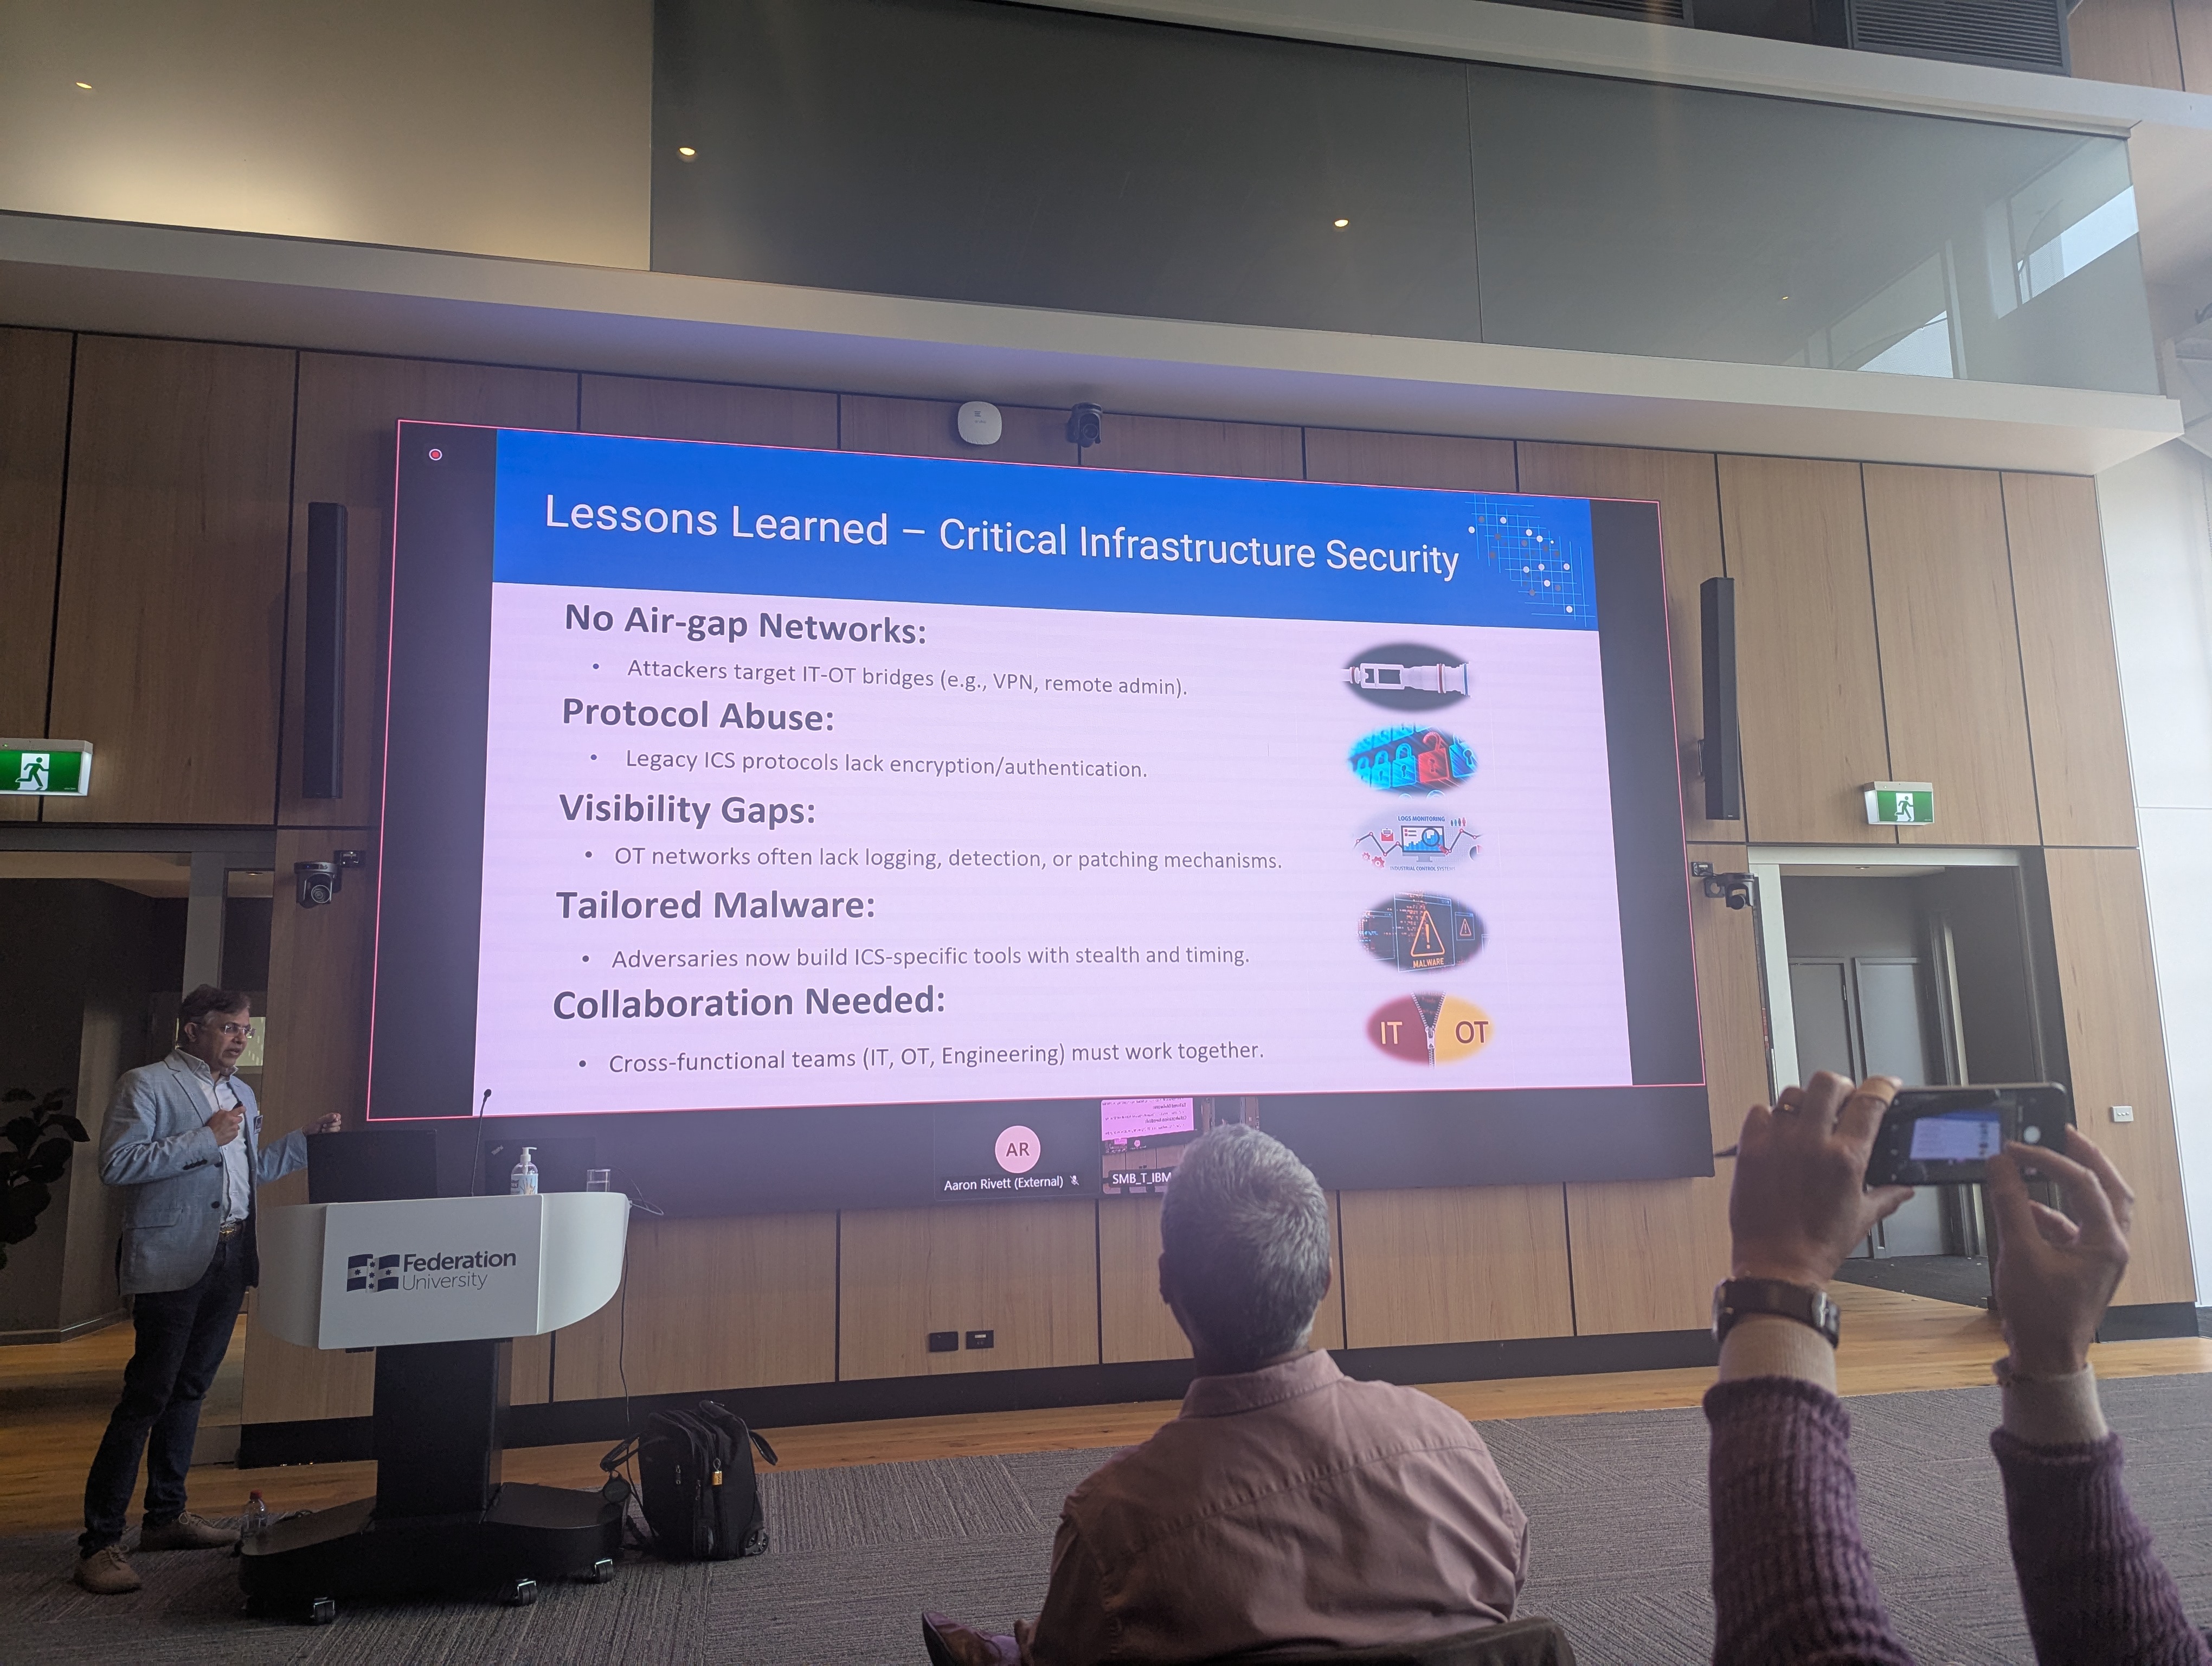 Lessons Learned – Critical Infrastructure Security
No Air-gap Networks:
• Attackers target IT-OT bridges (e.g., VPN, remote admin).
Protocol Abuse:
• Legacy ICS protocols lack encryption/authentication.
Visibility Gaps:
• OT networks often lack logging, detection, or patching mechanisms.
Tailored Malware:
• Adversaries now build ICS-specific tools with stealth and timing.
Collaboration Needed:
• Cross-functional teams (IT, OT, Engineering) must work together.
LOGS MONITORING
INDUSTRIAL CONTROL SYSTEM
MALWARE
IT OT
AR
Aaron Rivett (External)
SMB_T_IBM
Federation
University